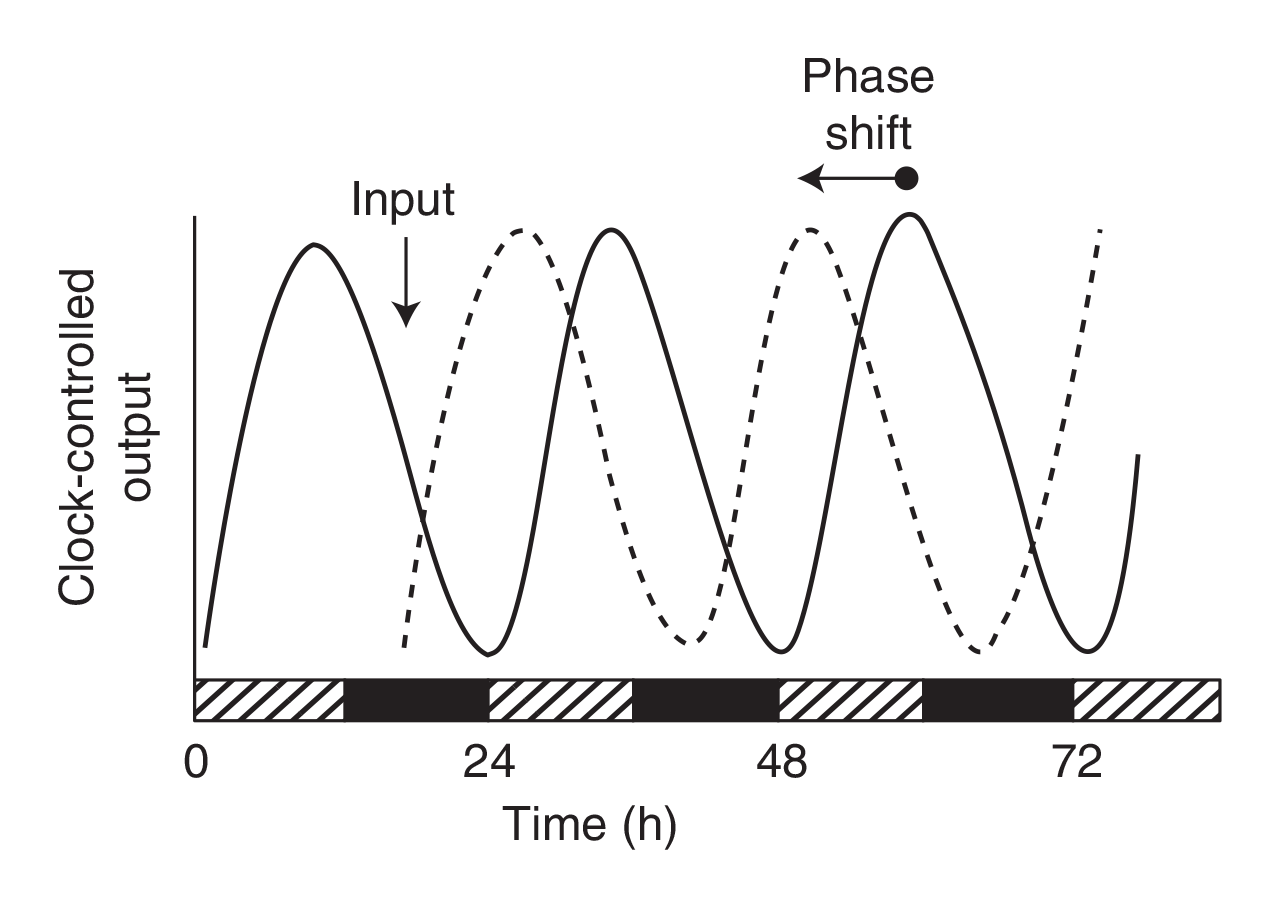 Phase
shift
Input
Clock-controlled
output
0 24 48 72
Time (h)